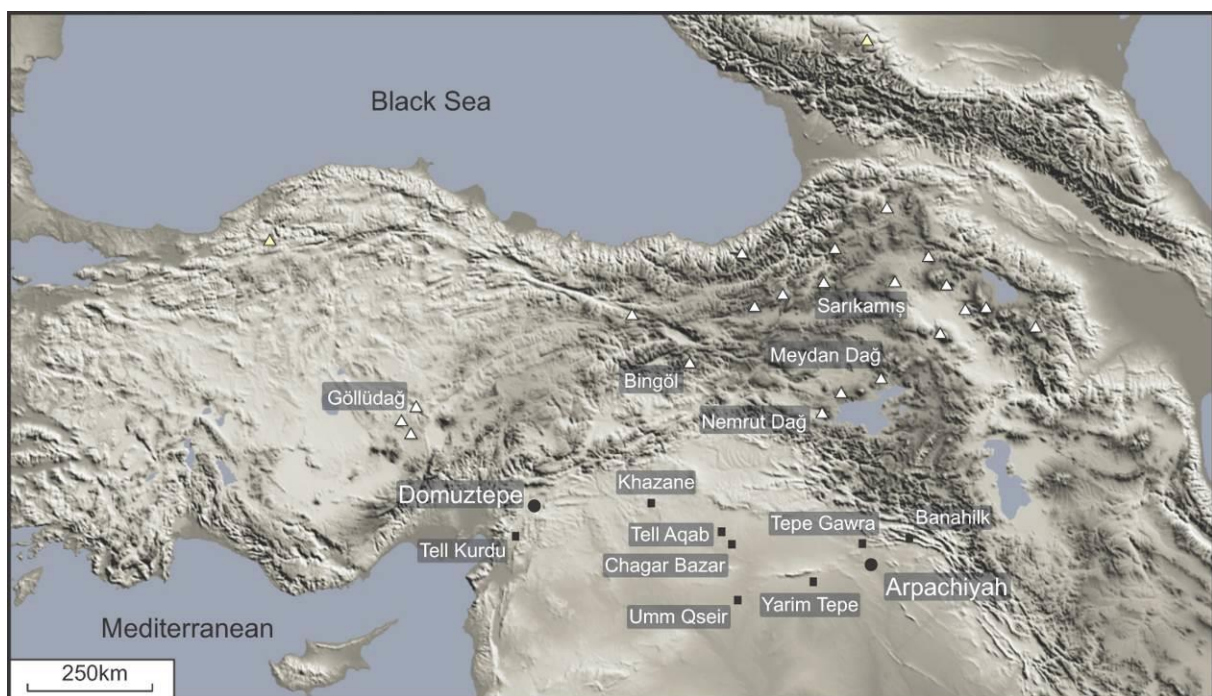 Black Sea
Sarıkamış
Meydan Dağ
Bingöl
Göllüdağ
Nemrut Dağ
Khazane
Domuztepe
Tepe Gawra
Banahilk
Tell Aqab
Tell Kurdu
Chagar Bazar
Arpachiyah
Yarim Tepe
Umm Qseir
Mediterranean
250km